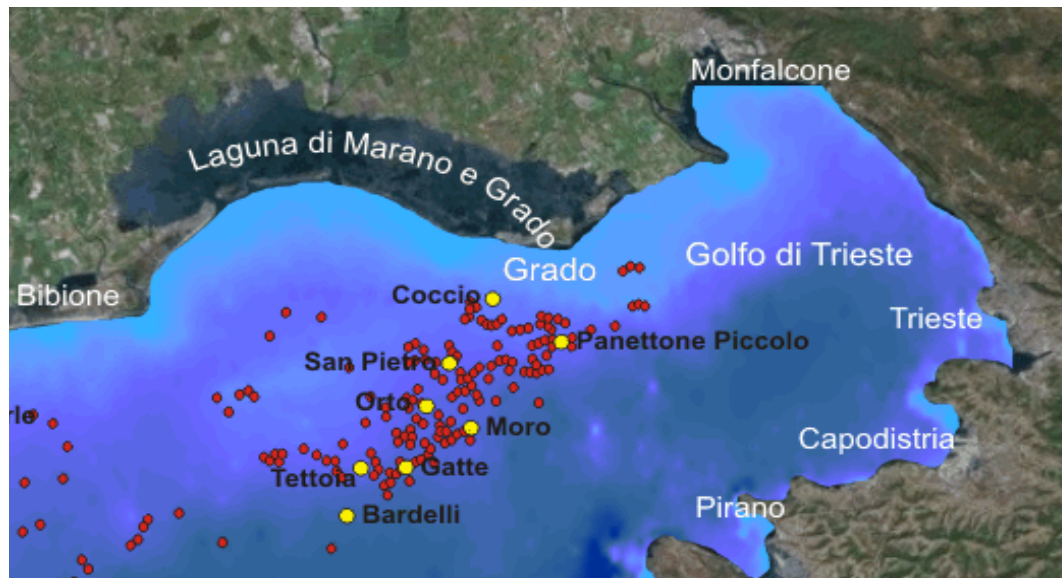 Monfalcone
Laguna di Marano e Grado
Golfo di Trieste
Grado
Bibione
Coccio
Trieste
Panettone Piccolo
San Pietro
Orto
rle
Moro
Capodistria
Gatte
Tettoia
Pirano
Bardelli